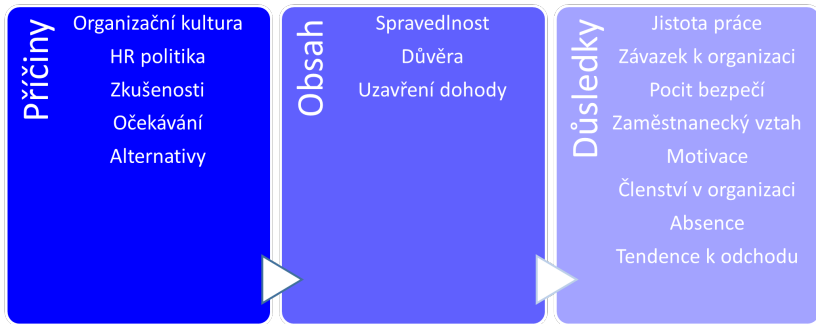 Příčiny
Organizační kultura
HR politika
Zkušenosti
Očekávání
Alternativy
Obsah
Spravedlnost
Důvěra
Uzavření dohody
Důsledky
Jistota práce
Závazek k organizaci
Pocit bezpečí
Zaměstnanecký vztah
Motivace
Členství v organizaci
Absence
Tendence k odchodu